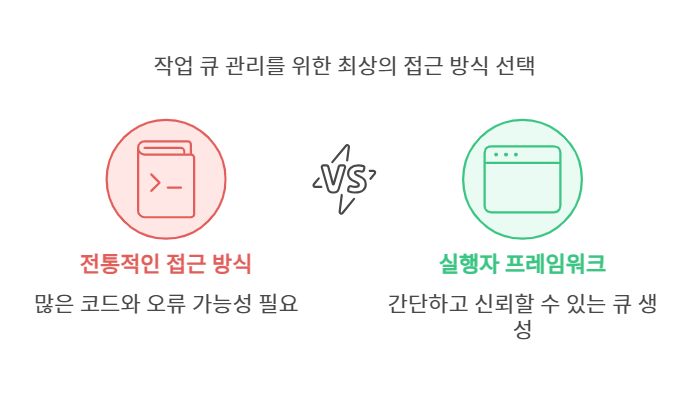 작업 큐 관리를 위한 최상의 접근 방식 선택
VS
전통적인 접근 방식
실행자 프레임워크
많은 코드와 오류 가능성 필요
간단하고 신뢰할 수 있는 큐 생
성